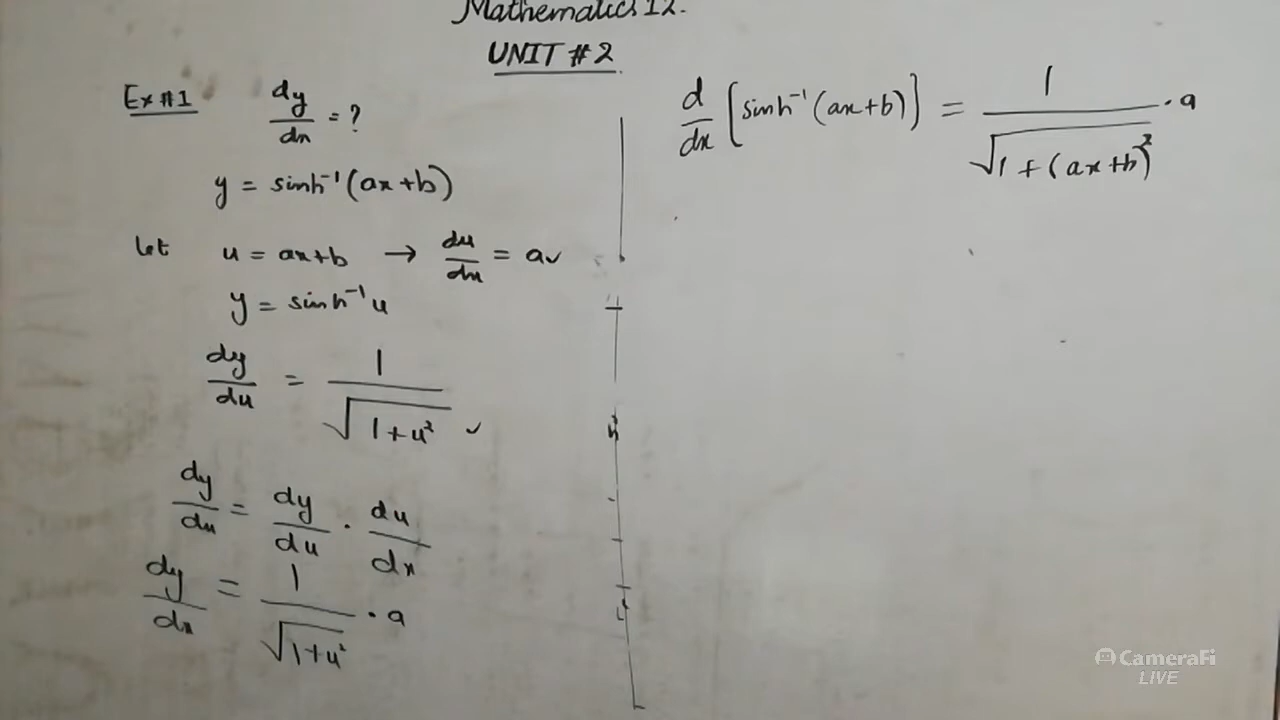 Mathematics 12.
UNIT # 2
Ex #1 dy/dx = ?
y = sinh⁻¹(ax+b)
let u = ax+b → du/dx = a✓
y = sinh⁻¹ u
dy/du = 1/√(1+u²) ✓
dy/du = dy/du · du/dx
dy/dx = 1/√(1+u²) · a
d/dx [sinh⁻¹(ax+b)] = 1/√(1+(ax+b)²) · a
CameraFi
LIVE